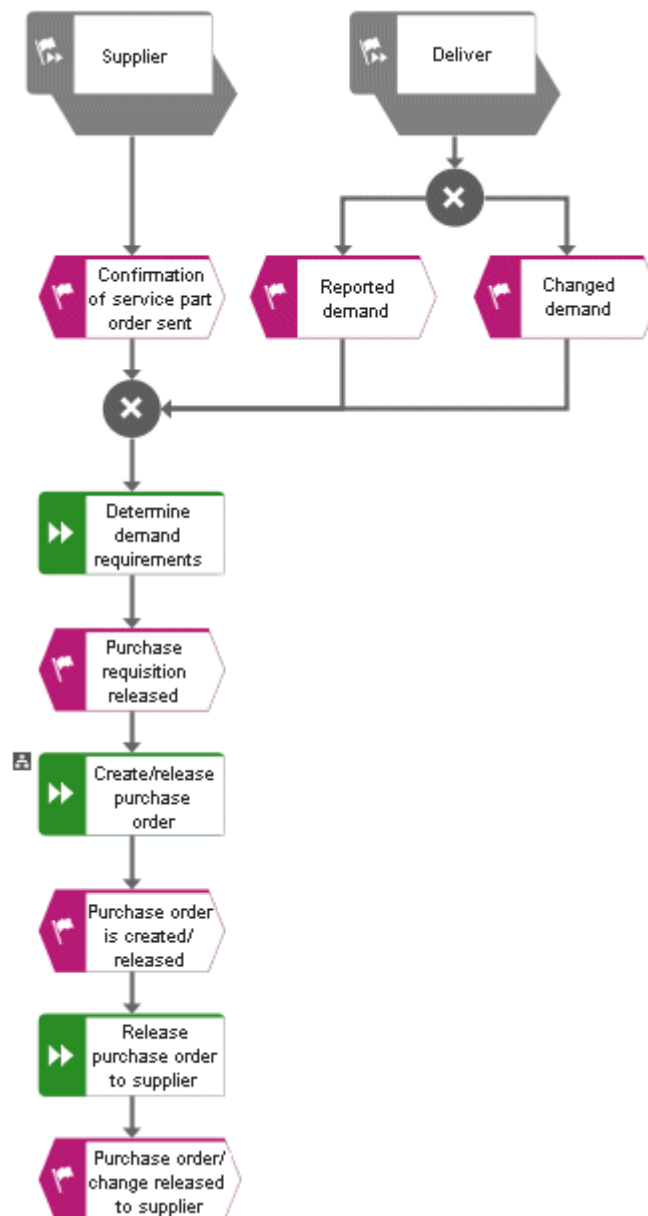 Supplier
Deliver
Confirmation
of service part
order sent
Reported
demand
Changed
demand
Determine
demand
requirements
Purchase
requisition
released
Create/release
purchase
order
Purchase order
is created/
released
Release
purchase order
to supplier
Purchase order/
change released
to supplier